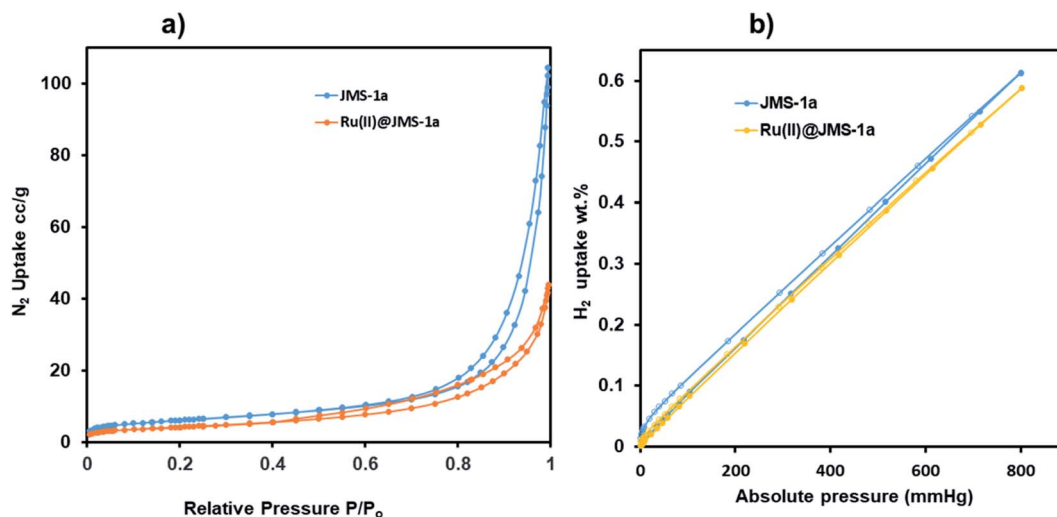 a)
N₂ Uptake cc/g
100
80
60
40
20
0
JMS-1a
Ru(II)@JMS-1a
0
0.2
0.4
0.6
0.8
1
Relative Pressure P/P₀
b)
H₂ uptake wt.%
0.6
0.5
0.4
0.3
0.2
0.1
0
JMS-1a
Ru(II)@JMS-1a
0
200
400
600
800
Absolute pressure (mmHg)